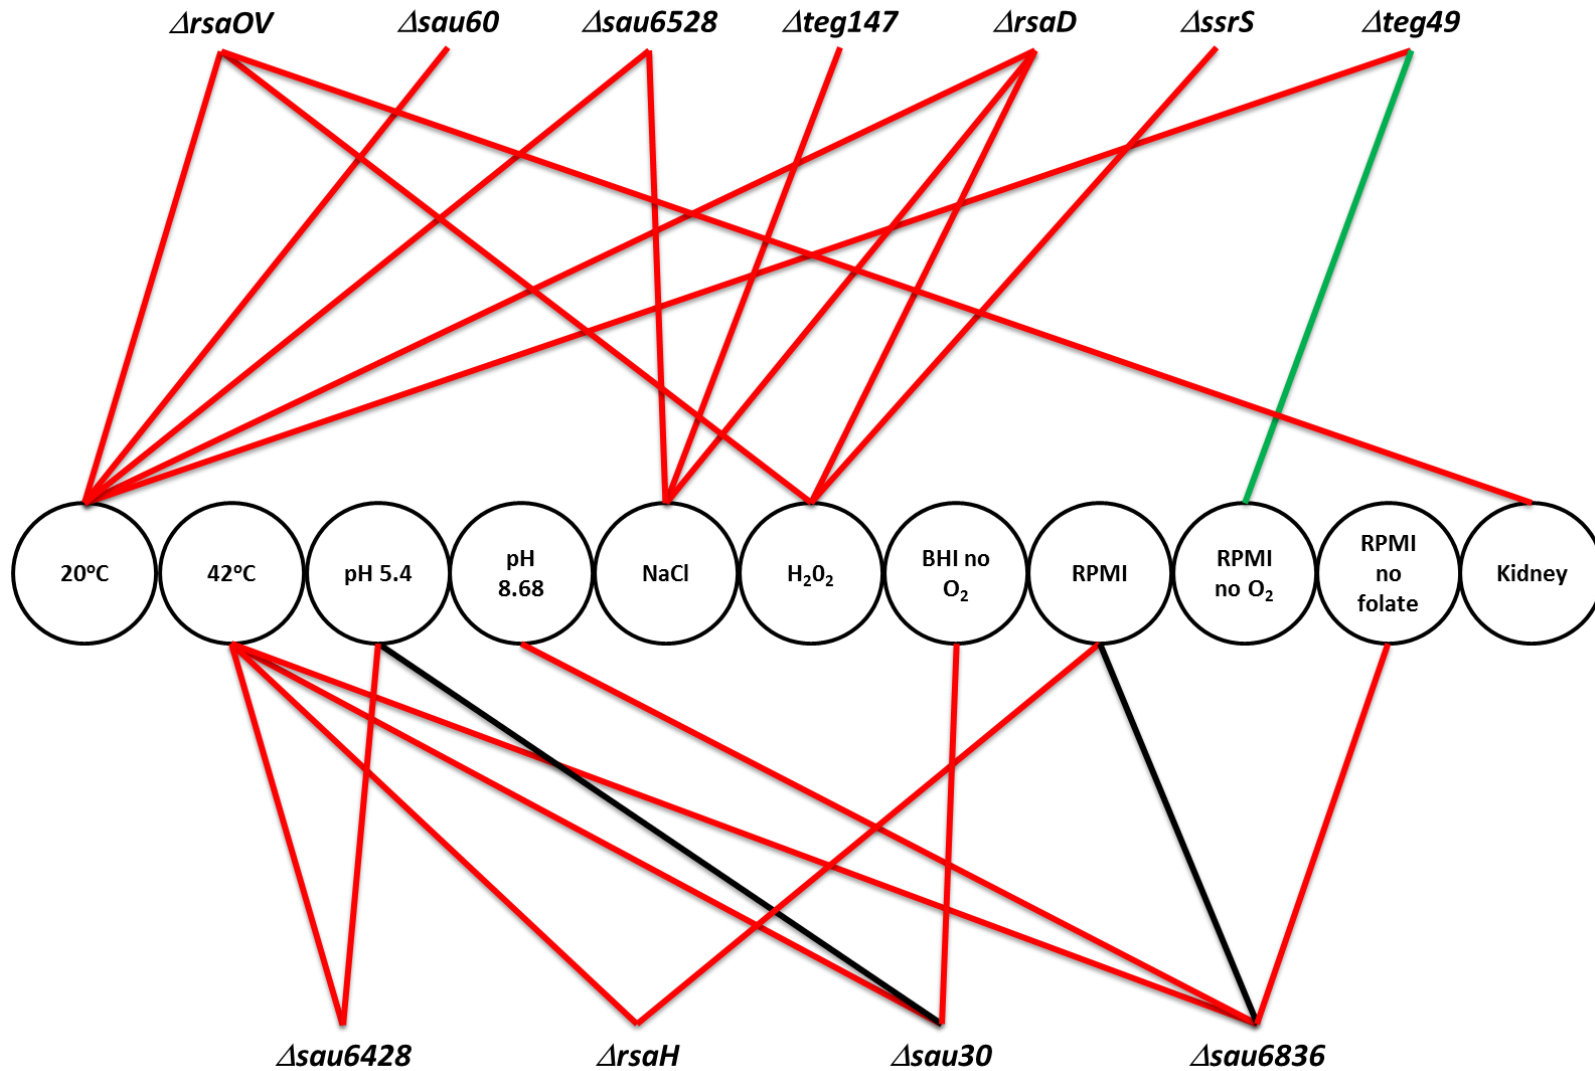 ΔrsaOV Δsau60 Δsau6528 Δteg147 ΔrsaD ΔssrS Δteg49
20°C
42°C
pH 5.4
pH
8.68
NaCl
H₂0₂
BHI no
O₂
RPMI
RPMI
no O₂
RPMI
no
folate
Kidney
Δsau6428 ΔrsaH Δsau30 Δsau6836